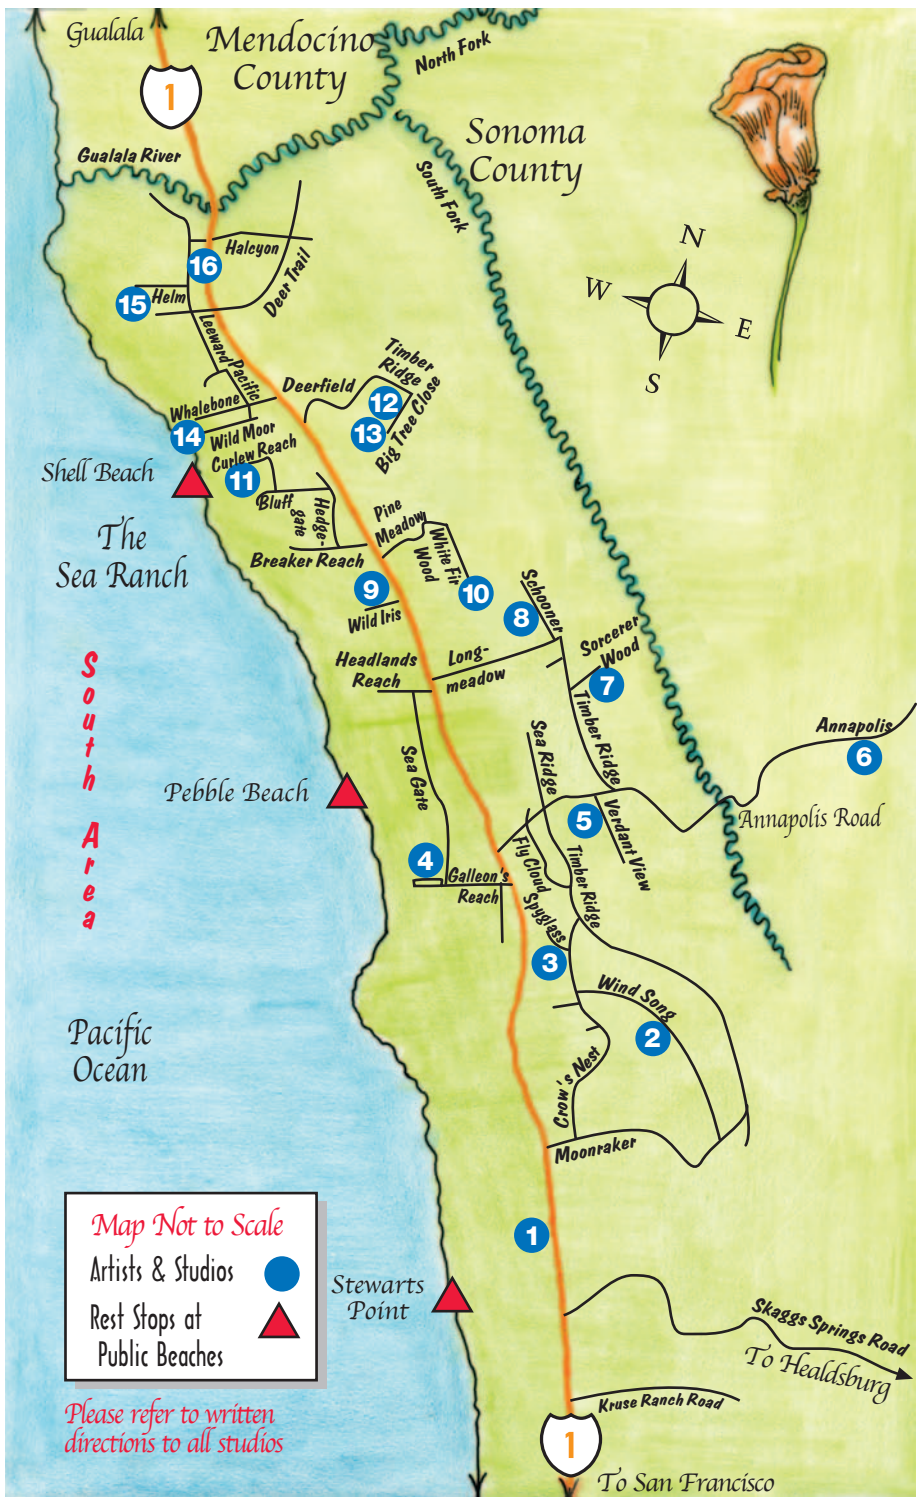 Gualala
Mendocino
County
1
North Fork
Sonoma
County
Gualala River
South Fork
N
W
E
S
Halcyon
16
Deer Trail
15
Helm
Leeward
Pacific
Timber
Ridge
Deerfield
12
Whalebone
Big Tree Close
13
14
Wild Moor
Curlew Reach
Shell Beach
11
Bluff
gate
Hedge-
Pine
Meadow
The
Sea Ranch
Breaker Reach
White Fir
Wood
9
10
Wild Iris
Schooner
8
Sorcerer
Wood
7
Headlands
Reach
Long-
meadow
South Area
Timber Ridge
Sea Ridge
Annapolis
6
Sea Gate
Pebble Beach
Annapolis Road
5
Verdant View
Fly Cloud
4
Galleon's
Reach
Timber Ridge
Spyglass
3
Wind Song
2
Pacific
Ocean
Crow's Nest
Moonraker
1
Map Not to Scale
Artists & Studios
Rest Stops at
Public Beaches
Stewarts
Point
Skaggs Springs Road
To Healdsburg
Please refer to written
directions to all studios
Kruse Ranch Road
1
To San Francisco